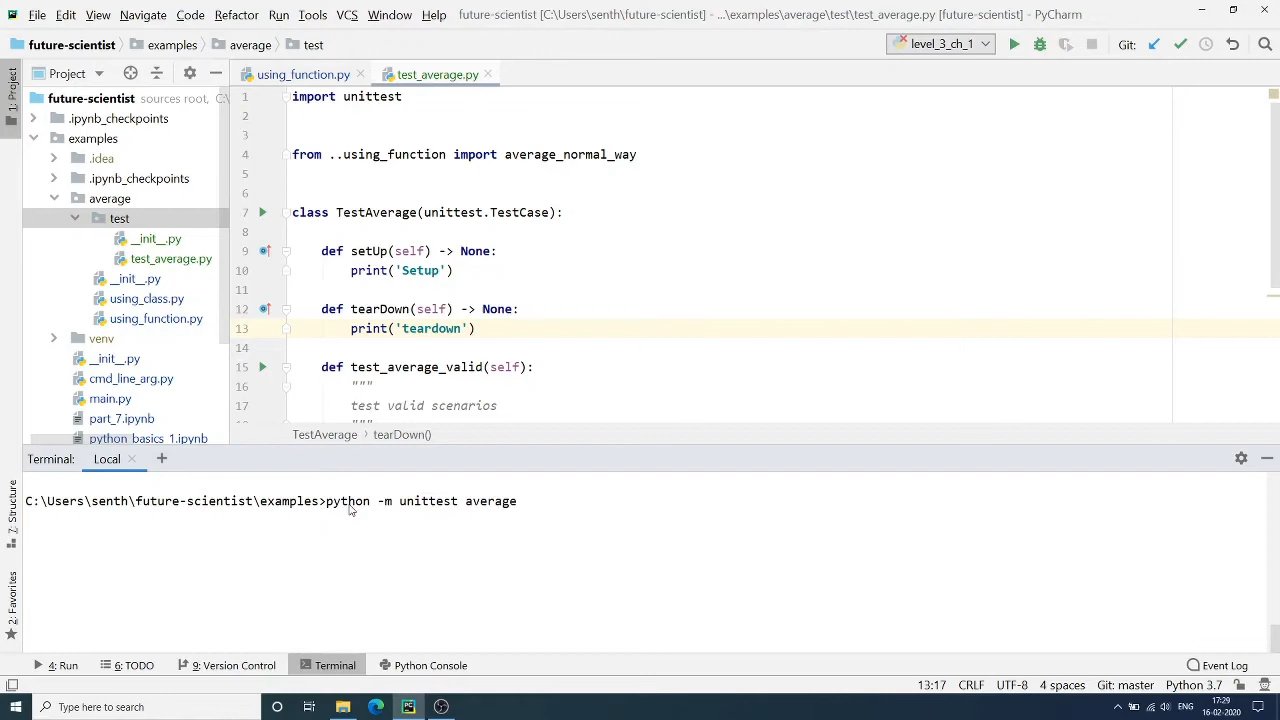 File Edit View Navigate Code Refactor Run Tools VCS Window Help future-scientist [C:\Users\senth\future-scientist] - ...\examples\average\test\test_average.py [future-scientist] - PyCharm
future-scientist examples average test level_3_ch_1 Git:
1: Project
Project
using_function.py
test_average.py
future-scientist sources root,
.ipynb_checkpoints
examples
.idea
.ipynb_checkpoints
average
test
__init__.py
test_average.py
__init__.py
using_class.py
using_function.py
venv
__init__.py
cmd_line_arg.py
main.py
part_7.ipynb
python_basics_1.ipynb
1 import unittest
2
3
4 from ..using_function import average_normal_way
5
6
7 class TestAverage(unittest.TestCase):
8
9 def setUp(self) -> None:
10 print('Setup')
11
12 def tearDown(self) -> None:
13 print('teardown')
14
15 def test_average_valid(self):
16 """
17 test valid scenarios
"""
TestAverage › tearDown()
Terminal: Local +
C:\Users\senth\future-scientist\examples>python -m unittest average
7: Structure
2: Favorites
4: Run 6: TODO 9: Version Control Terminal Python Console Event Log
13:17 CRLF UTF-8 4 spaces Git: master Python 3.7
Type here to search
ENG
17:29
16-02-2020